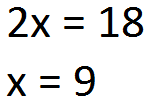 2x = 18
x = 9